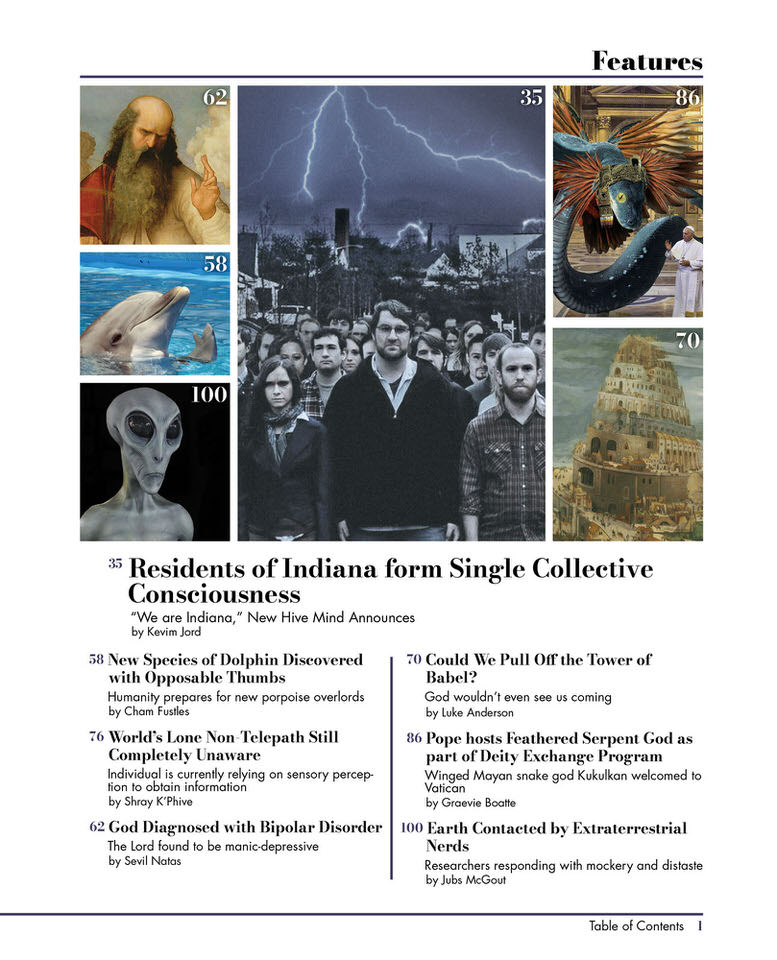 Features
62
35
86
58
70
100
35 Residents of Indiana form Single Collective
Consciousness
“We are Indiana,” New Hive Mind Announces
by Kevim Jord
58 New Species of Dolphin Discovered
with Opposable Thumbs
Humanity prepares for new porpoise overlords
by Cham Fustles
76 World’s Lone Non-Telepath Still
Completely Unaware
Individual is currently relying on sensory percep-
tion to obtain information
by Shray K’Phive
62 God Diagnosed with Bipolar Disorder
The Lord found to be manic-depressive
by Sevil Natas
70 Could We Pull Off the Tower of
Babel?
God wouldn’t even see us coming
by Luke Anderson
86 Pope hosts Feathered Serpent God as
part of Deity Exchange Program
Winged Mayan snake god Kukulkan welcomed to
Vatican
by Graevie Boatte
100 Earth Contacted by Extraterrestrial
Nerds
Researchers responding with mockery and distaste
by Jubs McGout
Table of Contents 1